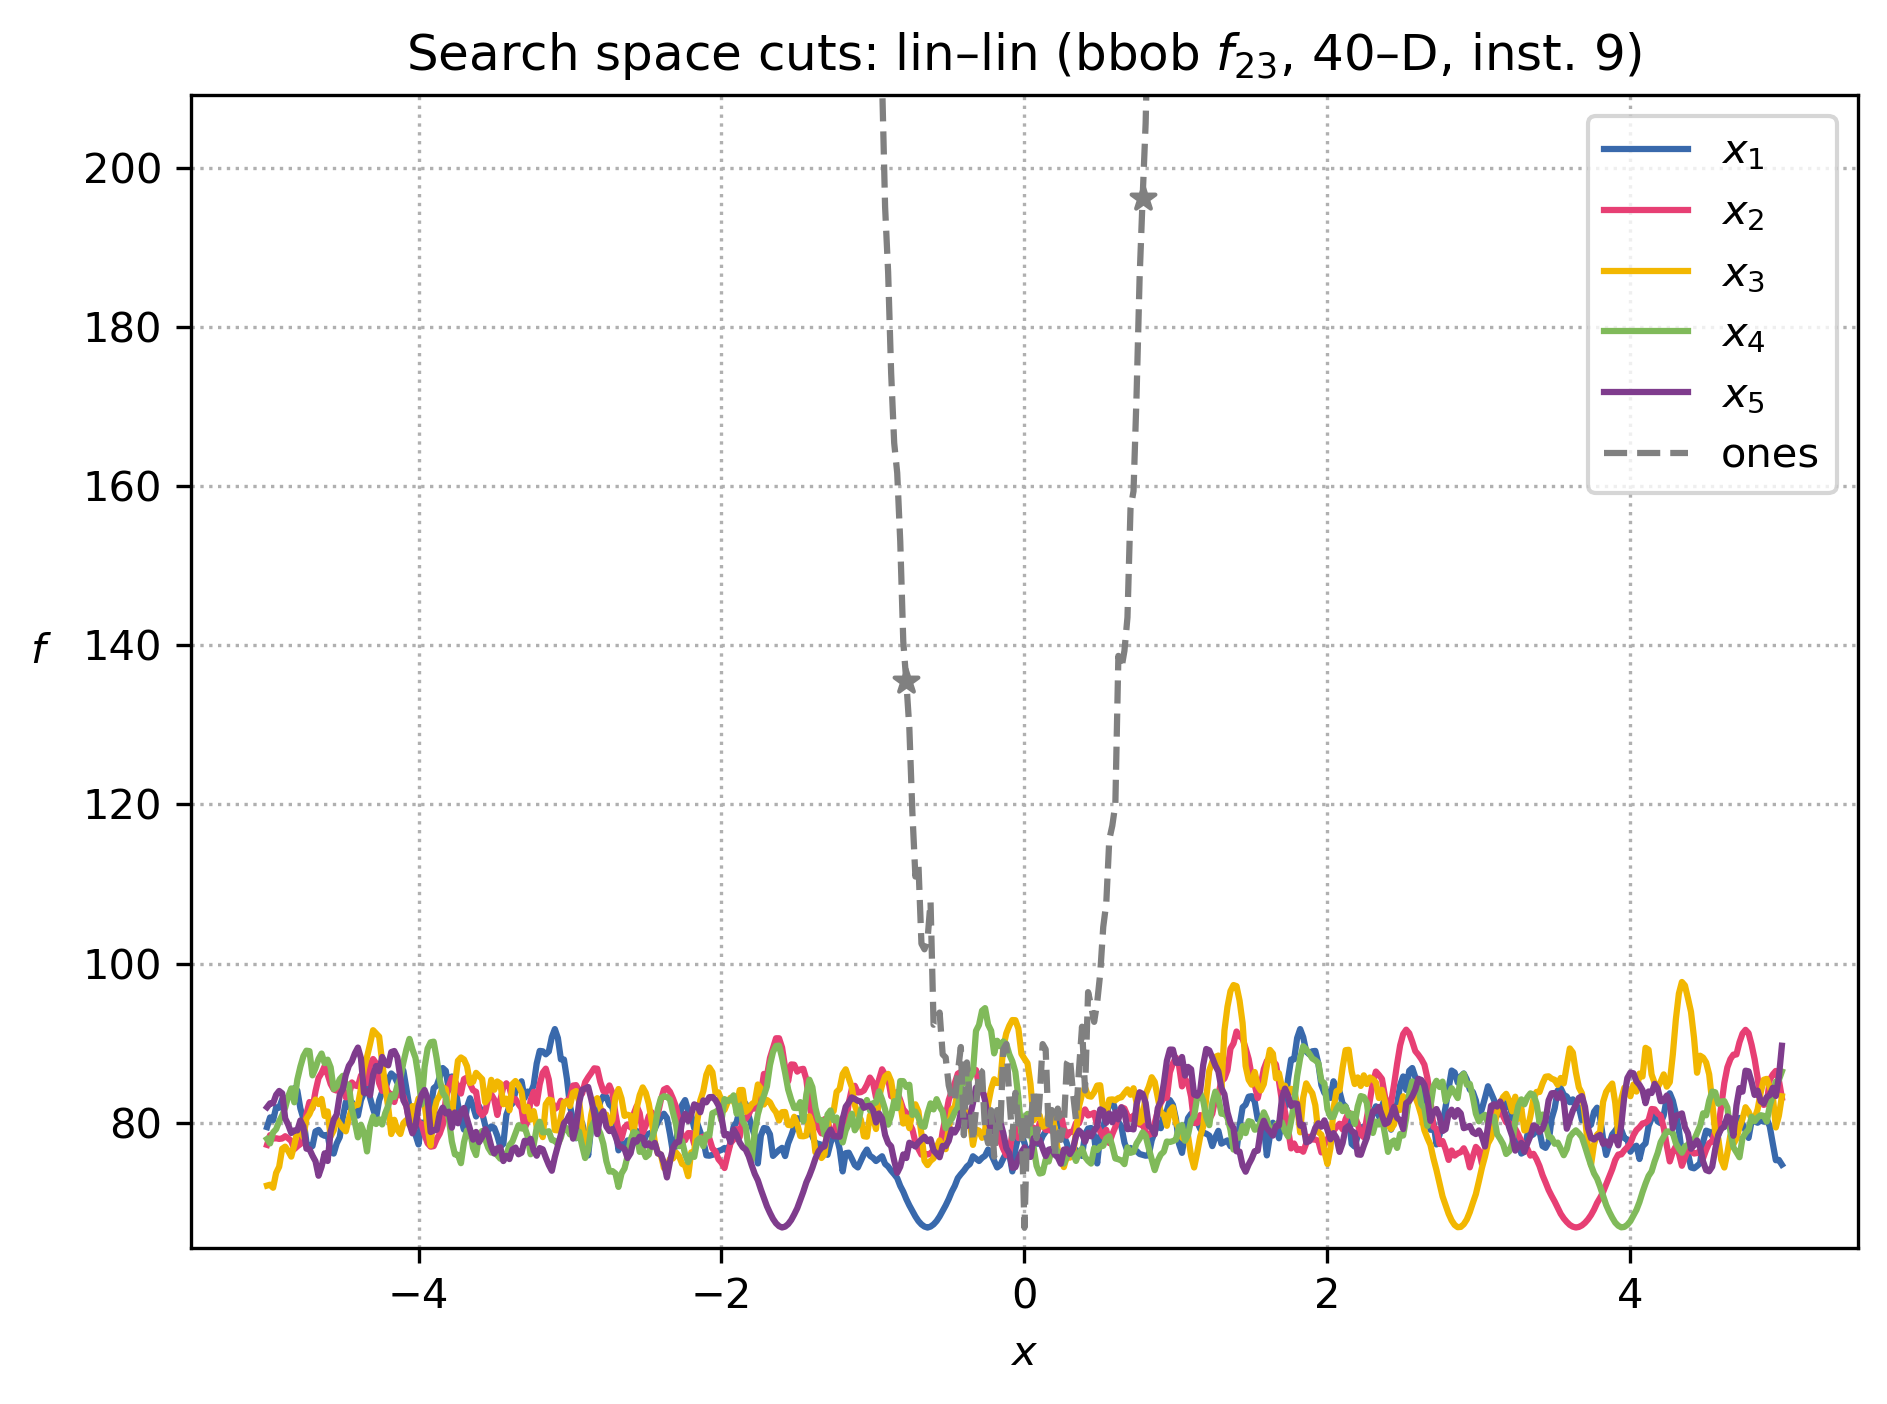 Search space cuts: lin–lin (bbob f₂₃, 40–D, inst. 9)
200
180
160
140
120
100
80
f
−4
−2
0
2
4
x
x₁
x₂
x₃
x₄
x₅
ones